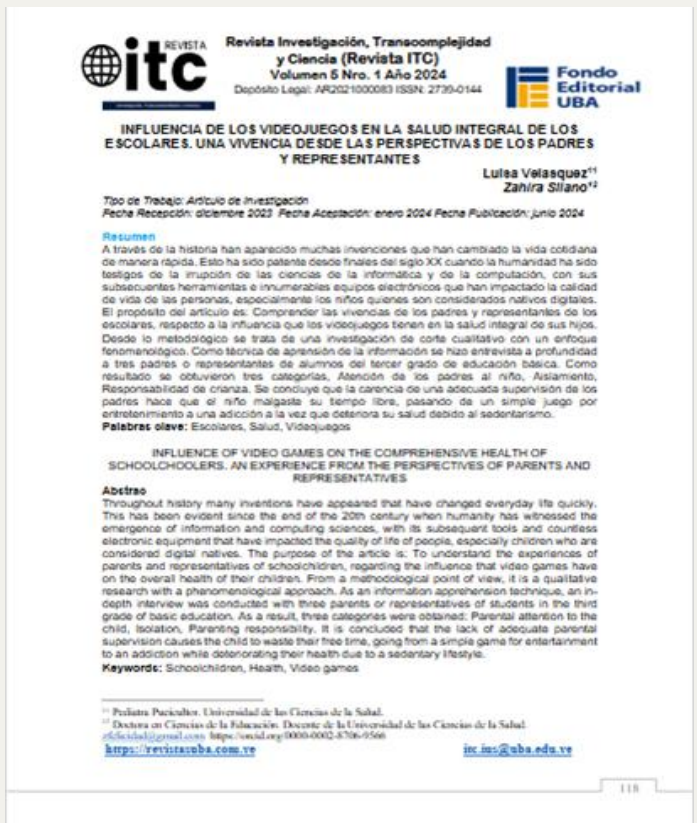 REVISTA
itc
Revista Investigación, Transcomplejidad
y Ciencia (Revista ITC)
Volumen 5 Nro. 1 Año 2024
Depósito Legal: AR2021000083 ISSN: 2739-0144
Fondo
Editorial
UBA
INFLUENCIA DE LOS VIDEOJUEGOS EN LA SALUD INTEGRAL DE LOS
ESCOLARES. UNA VIVENCIA DESDE LAS PERSPECTIVAS DE LOS PADRES
Y REPRESENTANTES
Luisa Velasquez¹¹
Zahira Silano¹²
Tipo de Trabajo: Artículo de Investigación
Fecha Recepción: diciembre 2023 Fecha Aceptación: enero 2024 Fecha Publicación: junio 2024
Resumen
A través de la historia han aparecido muchas invenciones que han cambiado la vida cotidiana
de manera rápida. Esto ha sido patente desde finales del siglo XX cuando la humanidad ha sido
testigos de la irrupción de las ciencias de la informática y de la computación, con sus
subsecuentes herramientas e innumerables equipos electrónicos que han impactado la calidad
de vida de las personas, especialmente los niños quienes son considerados nativos digitales.
El propósito del artículo es: Comprender las vivencias de los padres y representantes de los
escolares, respecto a la influencia que los videojuegos tienen en la salud integral de sus hijos.
Desde lo metodológico se trata de una investigación de corte cualitativo con un enfoque
fenomenológico. Como técnica de aprensión de la información se hizo entrevista a profundidad
a tres padres o representantes de alumnos del tercer grado de educación básica. Como
resultado se obtuvieron tres categorías, Atención de los padres al niño, Aislamiento,
Responsabilidad de crianza. Se concluye que la carencia de una adecuada supervisión de los
padres hace que el niño malgaste su tiempo libre, pasando de un simple juego por
entretenimiento a una adicción a la vez que deteriora su salud debido al sedentarismo.
Palabras clave: Escolares, Salud, Videojuegos
INFLUENCE OF VIDEO GAMES ON THE COMPREHENSIVE HEALTH OF
SCHOOLCHOOLERS. AN EXPERIENCE FROM THE PERSPECTIVES OF PARENTS AND
REPRESENTATIVES
Abstrac
Throughout history many inventions have appeared that have changed everyday life quickly.
This has been evident since the end of the 20th century when humanity has witnessed the
emergence of information and computing sciences, with its subsequent tools and countless
electronic equipment that have impacted the quality of life of people, especially children who are
considered digital natives. The purpose of the article is: To understand the experiences of
parents and representatives of schoolchildren, regarding the influence that video games have
on the overall health of their children. From a methodological point of view, it is a qualitative
research with a phenomenological approach. As an information apprehension technique, an in-
depth interview was conducted with three parents or representatives of students in the third
grade of basic education. As a result, three categories were obtained: Parental attention to the
child, Isolation, Parenting responsibility. It is concluded that the lack of adequate parental
supervision causes the child to waste their free time, going from a simple game for entertainment
to an addiction while deteriorating their health due to a sedentary lifestyle.
Keywords: Schoolchildren, Health, Video games
¹¹ Pediatra Puericultor. Universidad de las Ciencias de la Salud.
¹² Doctora en Ciencias de la Educación. Docente de la Universidad de las Ciencias de la Salud.
zfelicidad@gmail.com https://orcid.org/0000-0002-8706-9566
https://revistasuba.com.ve
itc.ins@uba.edu.ve
118